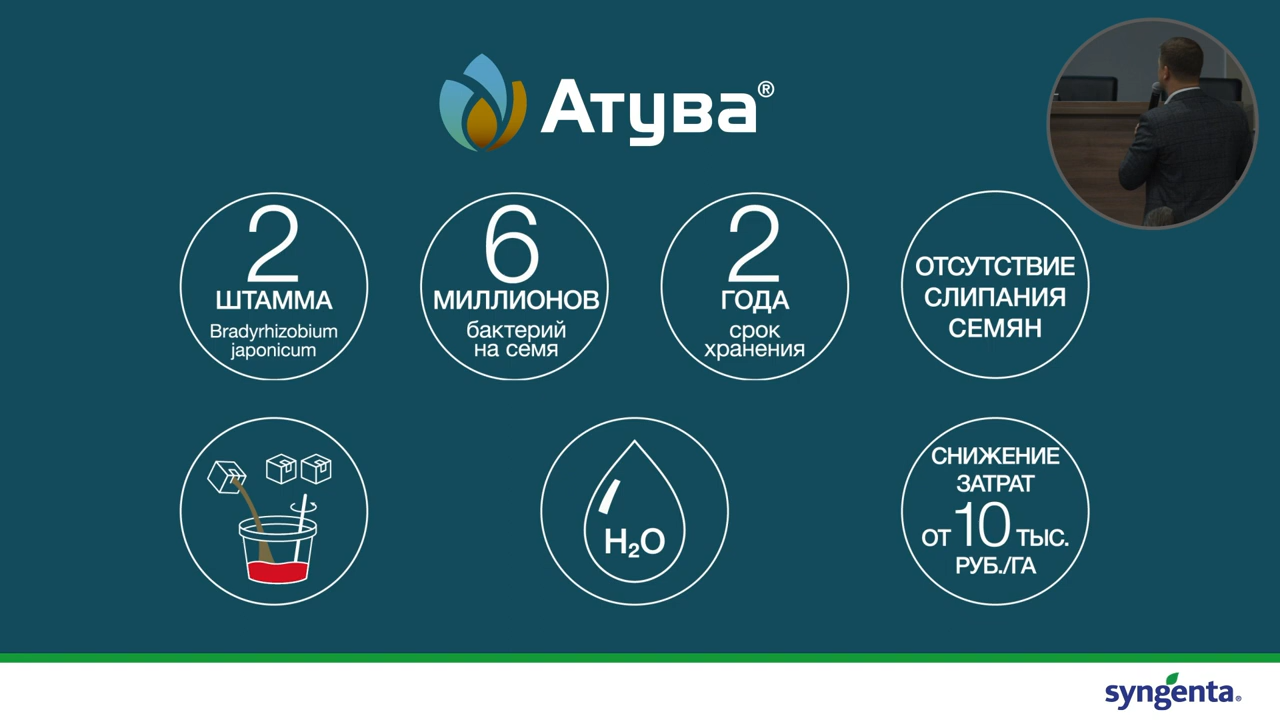 Атува®
2
ШТАММА
Bradyrhizobium
japonicum
6
МИЛЛИОНОВ
бактерий
на семя
2
ГОДА
срок
хранения
ОТСУТСТВИЕ
СЛИПАНИЯ
СЕМЯН
H₂O
СНИЖЕНИЕ
ЗАТРАТ
ОТ 10 ТЫС.
РУБ./ГА
syngenta®